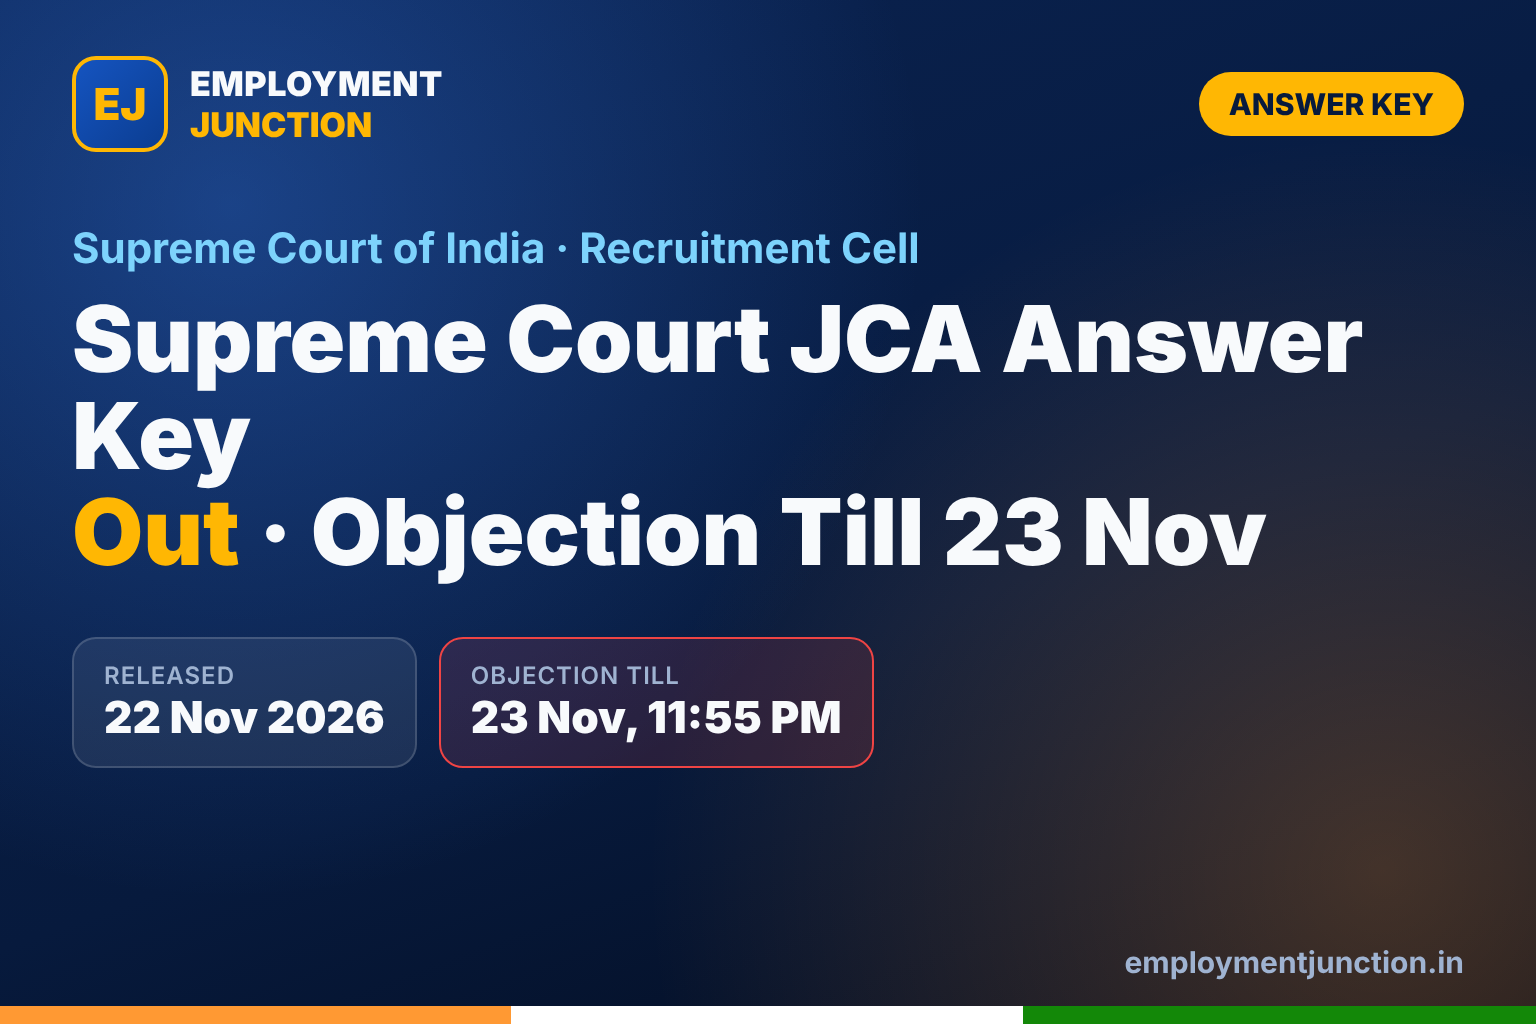 EJ
EMPLOYMENT
JUNCTION
ANSWER KEY
Supreme Court of India · Recruitment Cell
Supreme Court JCA Answer
Key
Out · Objection Till 23 Nov
RELEASED
22 Nov 2026
OBJECTION TILL
23 Nov, 11:55 PM
employmentjunction.in